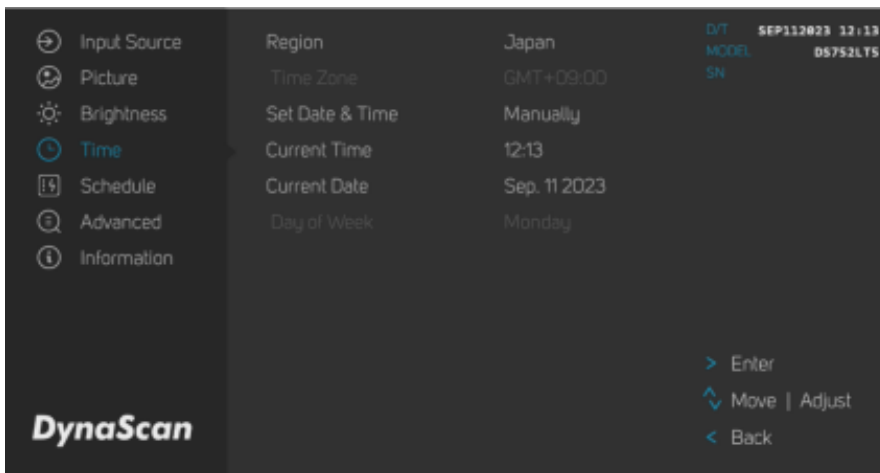 Input Source
Picture
Brightness
Time
Schedule
Advanced
Information
DynaScan
Region Japan
Time Zone GMT+09:00
Set Date & Time Manually
Current Time 12:13
Current Date Sep. 11 2023
Day of Week Monday
D/T SEP112023 12:13
MODEL DS752LT5
SN
> Enter
Move | Adjust
< Back